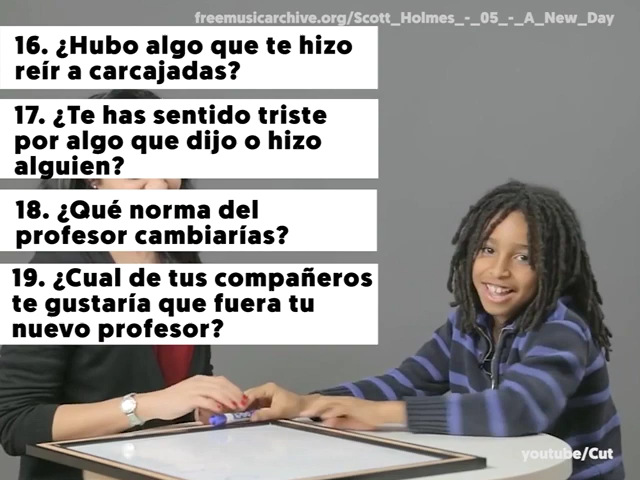 freemusicarchive.org/Scott_Holmes_-_05_-_A_New_Day
16. ¿Hubo algo que te hizo
reír a carcajadas?
17. ¿Te has sentido triste
por algo que dijo o hizo
alguien?
18. ¿Qué norma del
profesor cambiarías?
19. ¿Cual de tus compañeros
te gustaría que fuera tu
nuevo profesor?
youtube/Cut